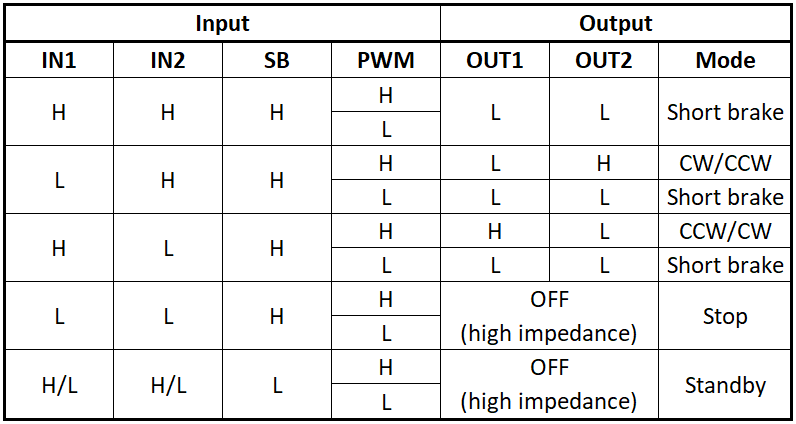 Input Output
IN1 IN2 SB PWM OUT1 OUT2 Mode
H H H H L L Short brake
L
L H H H L H CW/CCW
L L L Short brake
H L H H H L CCW/CW
L L L Short brake
L L H H OFF (high impedance) Stop
L
H/L H/L L H OFF (high impedance) Standby
L